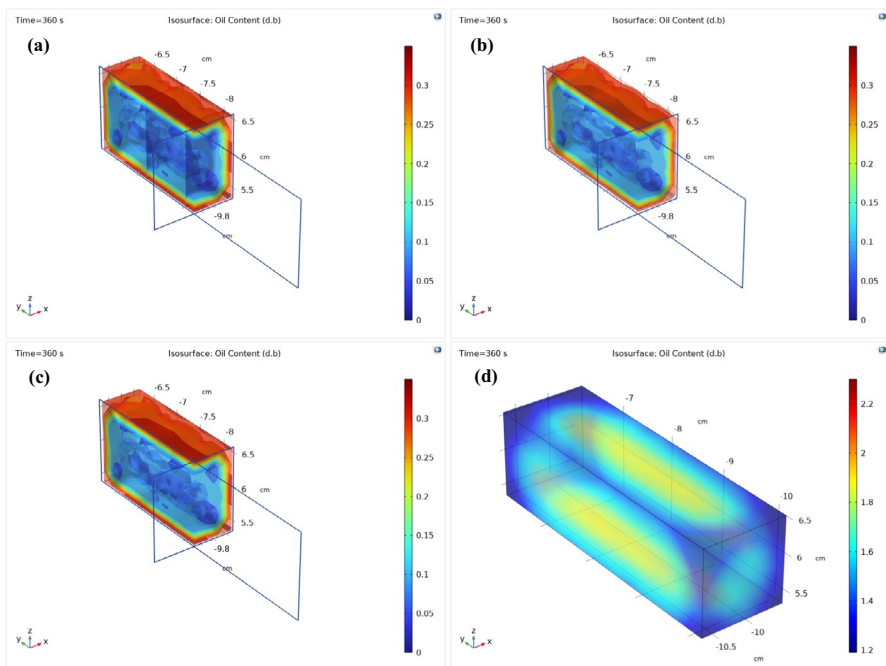 Time=360 s Isosurface: Oil Content (d.b)
(a)
-6.5 cm
-7
-7.5
-8
6.5
6 cm
5.5
-9.8
cm
0.3
0.25
0.2
0.15
0.1
0.05
0
z
y x
Time=360 s Isosurface: Oil Content (d.b)
(b)
-6.5 cm
-7
-7.5
-8
6.5
6 cm
5.5
-9.8
cm
0.3
0.25
0.2
0.15
0.1
0.05
0
z
y x
Time=360 s Isosurface: Oil Content (d.b)
(c)
-6.5 cm
-7
-7.5
-8
6.5
6 cm
5.5
-9.8
cm
0.3
0.25
0.2
0.15
0.1
0.05
0
z
y x
Time=360 s Isosurface: Oil Content (d.b)
(d)
-7
-8 cm
-9
-10
6.5
6 cm
5.5
-10
-10.5
cm
2.2
2
1.8
1.6
1.4
1.2
z
y x